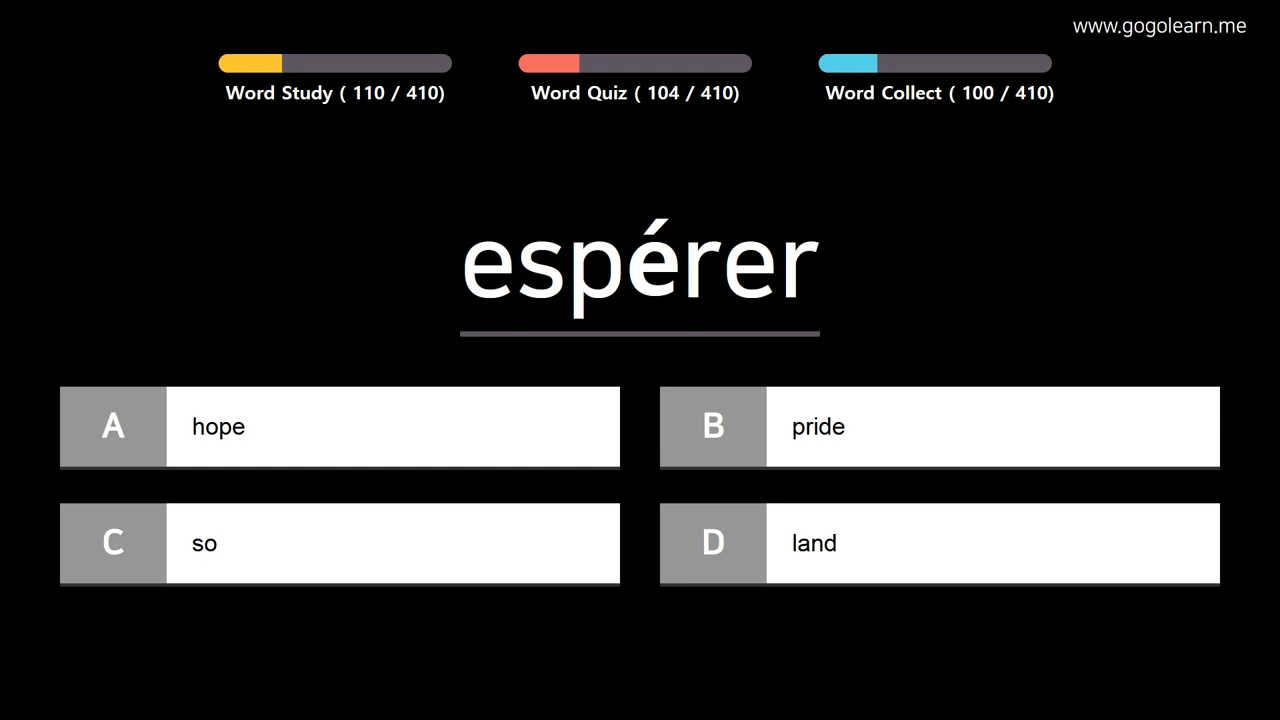 www.gogolearn.me
Word Study ( 110 / 410)
Word Quiz ( 104 / 410)
Word Collect ( 100 / 410)
espérer
A hope
B pride
C so
D land